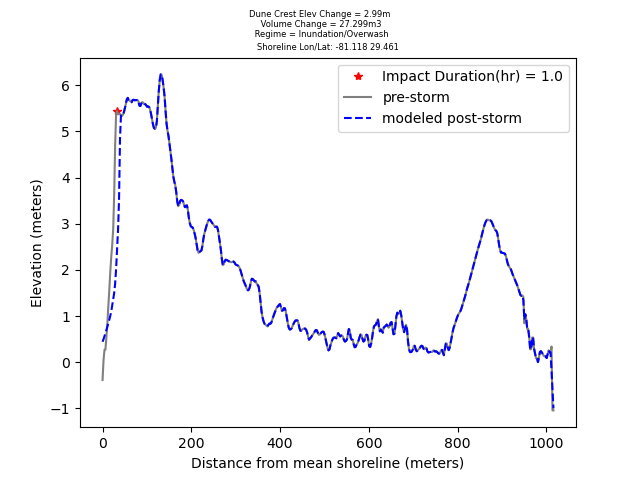 Dune Crest Elev Change = 2.99m
Volume Change = 27.299m3
Regime = Inundation/Overwash
Shoreline Lon/Lat: -81.118 29.461
Impact Duration(hr) = 1.0
pre-storm
modeled post-storm
6
5
4
3
2
1
0
−1
Elevation (meters)
0 200 400 600 800 1000
Distance from mean shoreline (meters)